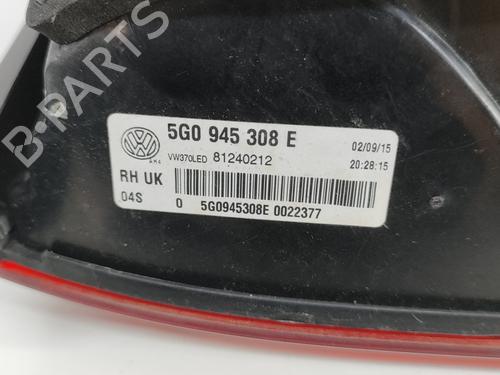 5G0 945 308 E
02/09/15
VW370LED 81240212
20:28:15
RH UK
04S
0 5G0945308E 0022377
B-PARTS